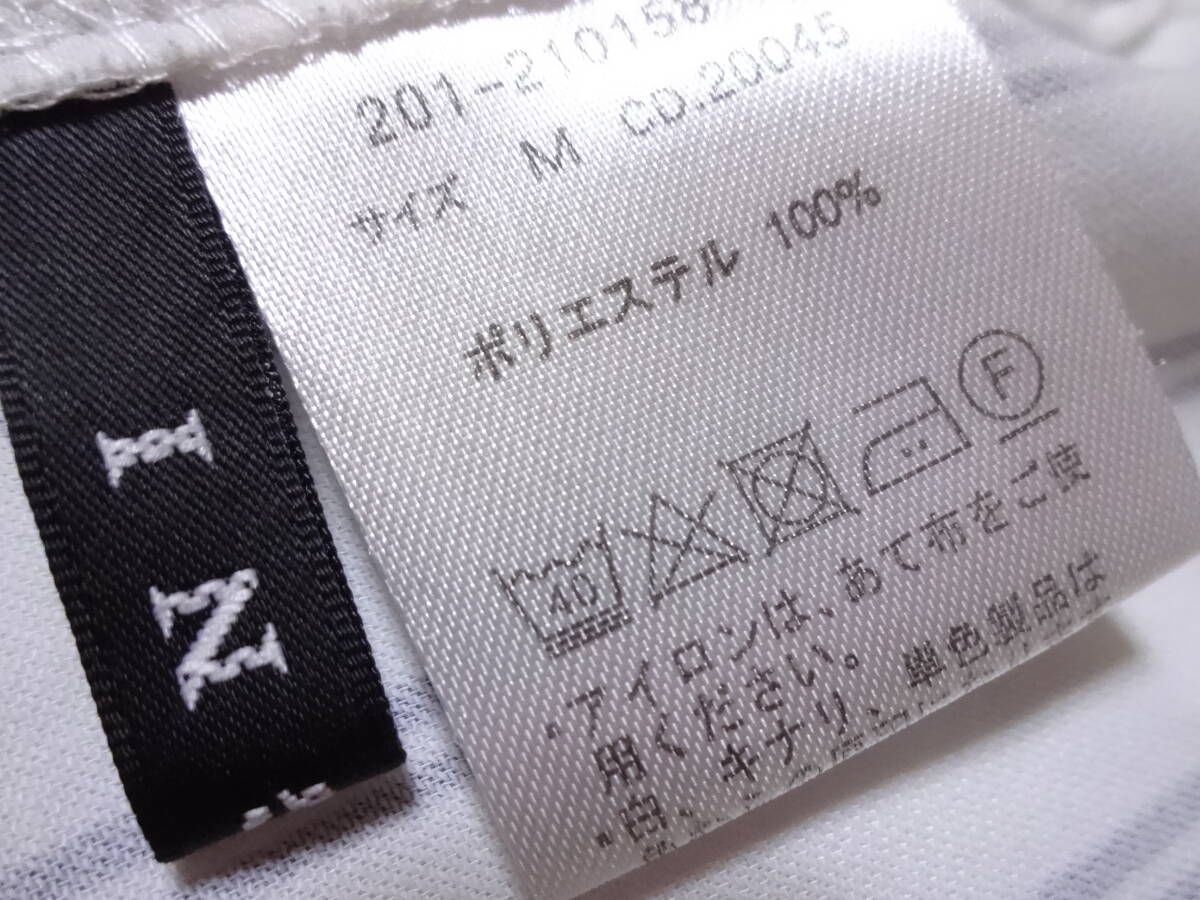 201-210158
サイズ M CD.20045
ポリエステル 100%
40 F
・アイロンは、あて布をご使
用ください。
・白、キナリ 単色製品は
I
N